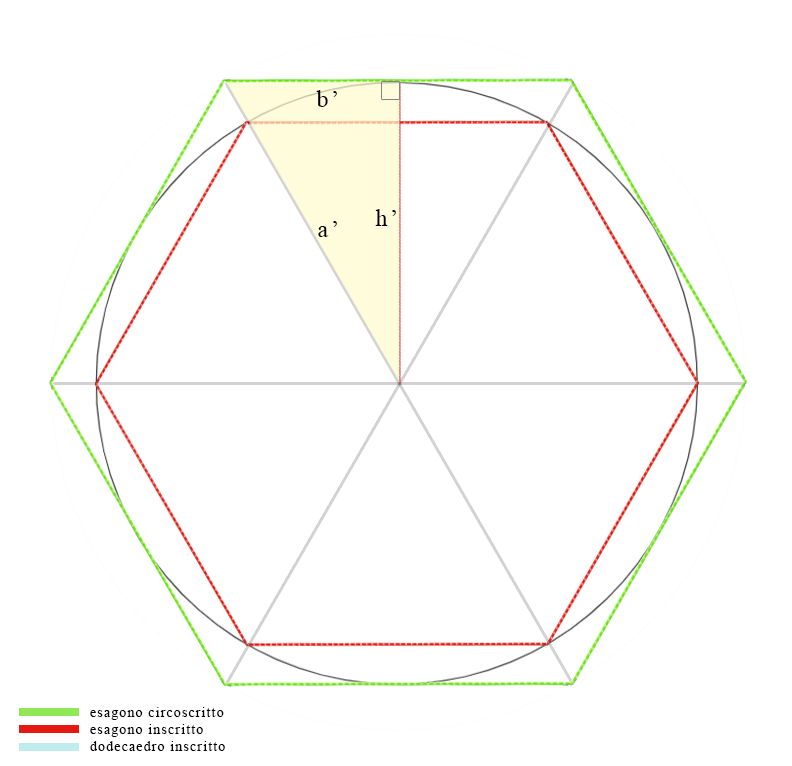 b’
a’
h’
esagono circoscritto
esagono inscritto
dodecaedro inscritto